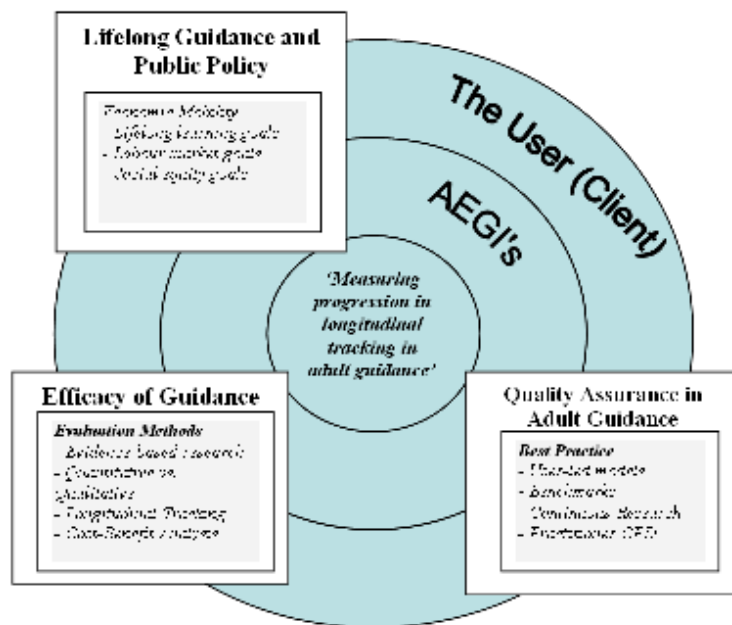 Lifelong Guidance and
Public Policy
Economic Mobility
- Lifelong learning goals
- Labour market goals
- Social equity goals
The User (Client)
AEGI's
'Measuring
progression in
longitudinal
tracking in
adult guidance'
Efficacy of Guidance
Evaluation Methods
- Evidence based research
- Quantitative vs.
Qualitative
- Longitudinal Tracking
- Cost-Benefit Analysis
Quality Assurance in
Adult Guidance
Best Practice
- User-led models
- Benchmarks
- Continuous Research
- Practitioner CPD